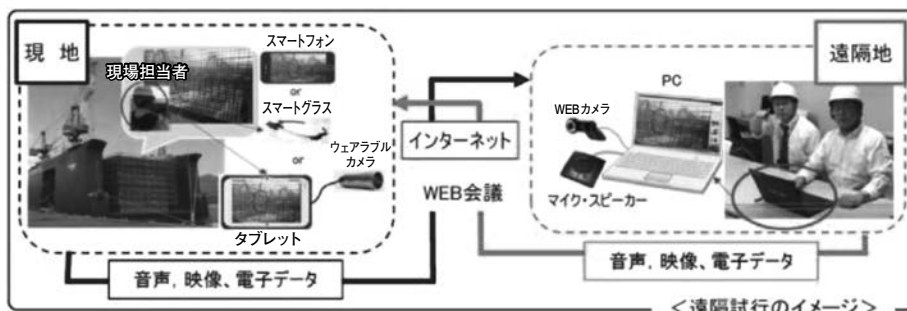 現 地
現場担当者
スマートフォン
or
スマートグラス
or
ウェアラブル
カメラ
タブレット
音声, 映像、電子データ
インターネット
WEB会議
遠隔地
PC
WEBカメラ
マイク・スピーカー
音声, 映像、電子データ
＜遠隔試行のイメージ＞